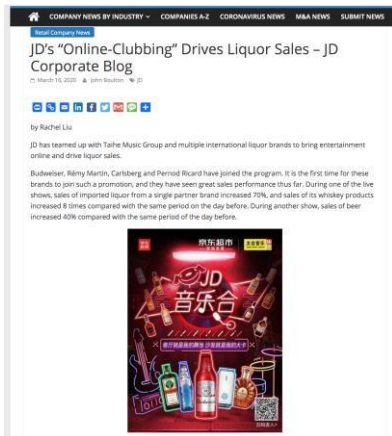 COMPANY NEWS BY INDUSTRY COMPANIES A-Z CORONAVIRUS NEWS M&A NEWS SUBMIT NEWS
Retail Company News
JD's “Online-Clubbing” Drives Liquor Sales – JD
Corporate Blog
March 16, 2020 John Boulton JD
by Rachel Liu
JD has teamed up with Taihe Music Group and multiple international liquor brands to bring entertainment
online and drive liquor sales.
Budweiser, Rémy Martin, Carlsberg and Pernod Ricard have joined the program. It is the first time for these
brands to join such a promotion, and they have seen great sales performance thus far. During one of the live
shows, sales of imported liquor from a single partner brand increased 70%, and sales of its whiskey products
increased 8 times compared with the same period on the day before. During another show, sales of beer
increased 40% compared with the same period of the day before.
京东超市
JD
音乐会